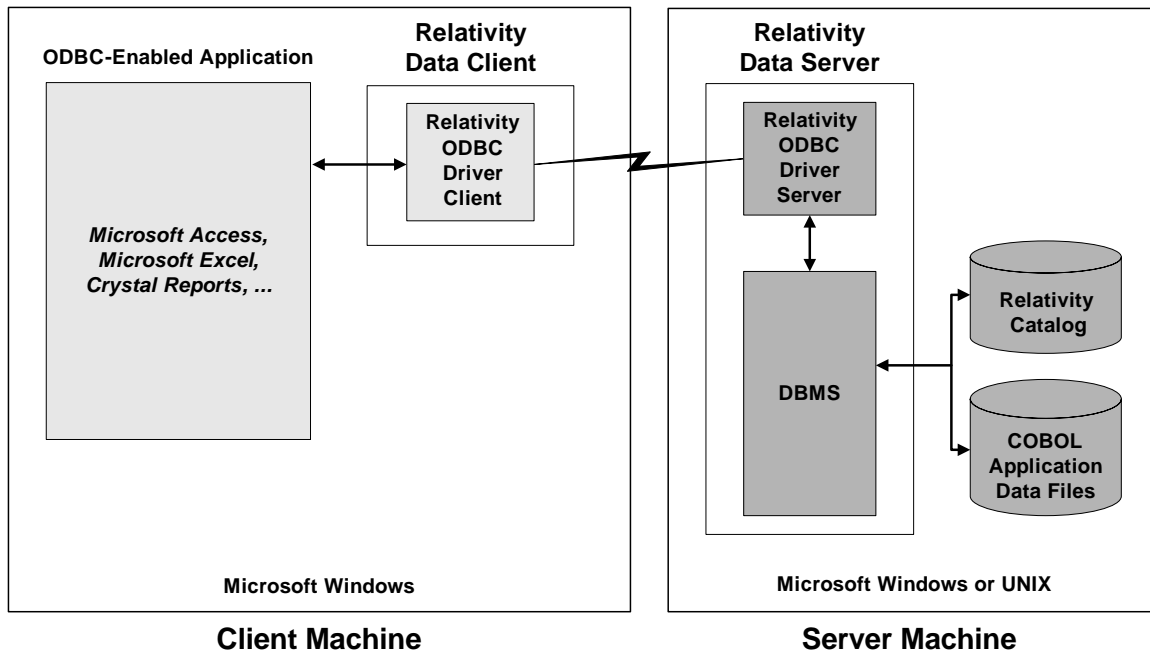 ODBC-Enabled Application
Microsoft Access,
Microsoft Excel,
Crystal Reports, ...
Relativity
Data Client
Relativity
ODBC
Driver
Client
Microsoft Windows
Client Machine
Relativity
Data Server
Relativity
ODBC
Driver
Server
DBMS
Relativity
Catalog
COBOL
Application
Data Files
Microsoft Windows or UNIX
Server Machine